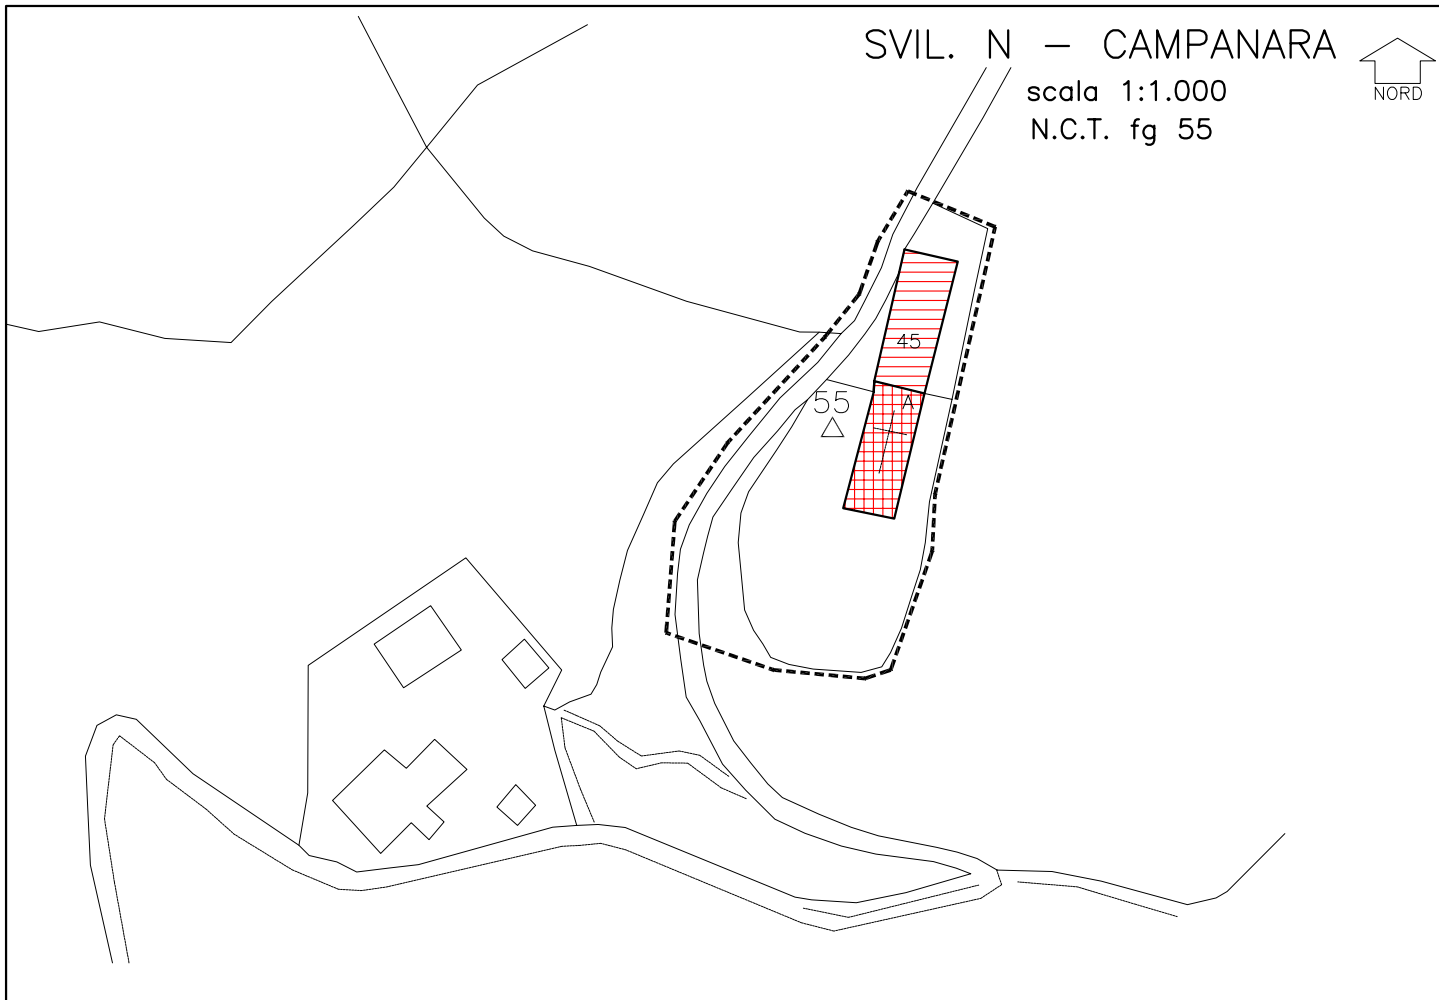 SVIL. N - CAMPANARA
scala 1:1.000
N.C.T. fg 55
NORD
45
55
A